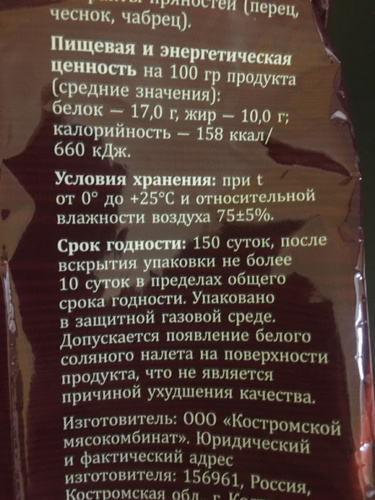 пряностей (перец,
чеснок, чабрец).
Пищевая и энергетическая
ценность на 100 гр продукта
(средние значения):
белок — 17,0 г, жир — 10,0 г;
калорийность — 158 ккал/
660 кДж.
Условия хранения: при t
от 0° до +25°C и относительной
влажности воздуха 75±5%.
Срок годности: 150 суток, после
вскрытия упаковки не более
10 суток в пределах общего
срока годности. Упаковано
в защитной газовой среде.
Допускается появление белого
соляного налета на поверхности
продукта, что не является
причиной ухудшения качества.
Изготовитель: ООО «Костромской
мясокомбинат». Юридический
и фактический адрес
изготовителя: 156961, Россия,
Костромская обл., г.